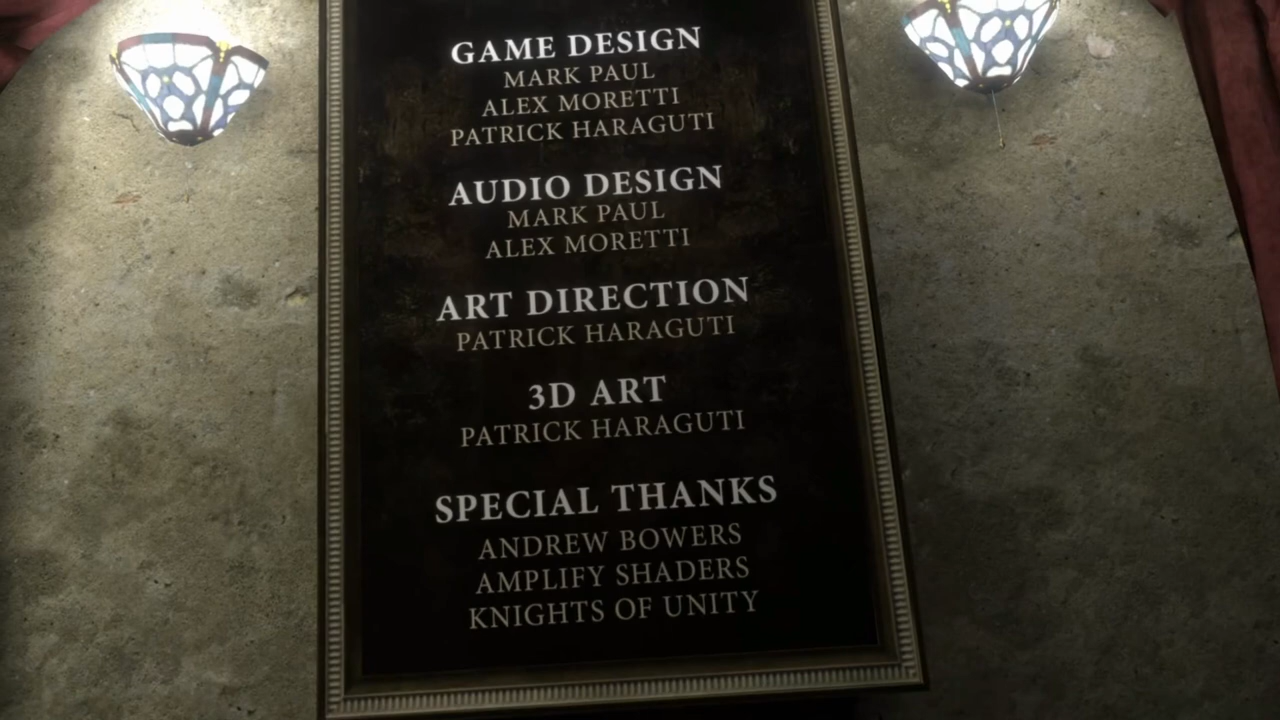 GAME DESIGN
MARK PAUL
ALEX MORETTI
PATRICK HARAGUTI
AUDIO DESIGN
MARK PAUL
ALEX MORETTI
ART DIRECTION
PATRICK HARAGUTI
3D ART
PATRICK HARAGUTI
SPECIAL THANKS
ANDREW BOWERS
AMPLIFY SHADERS
KNIGHTS OF UNITY